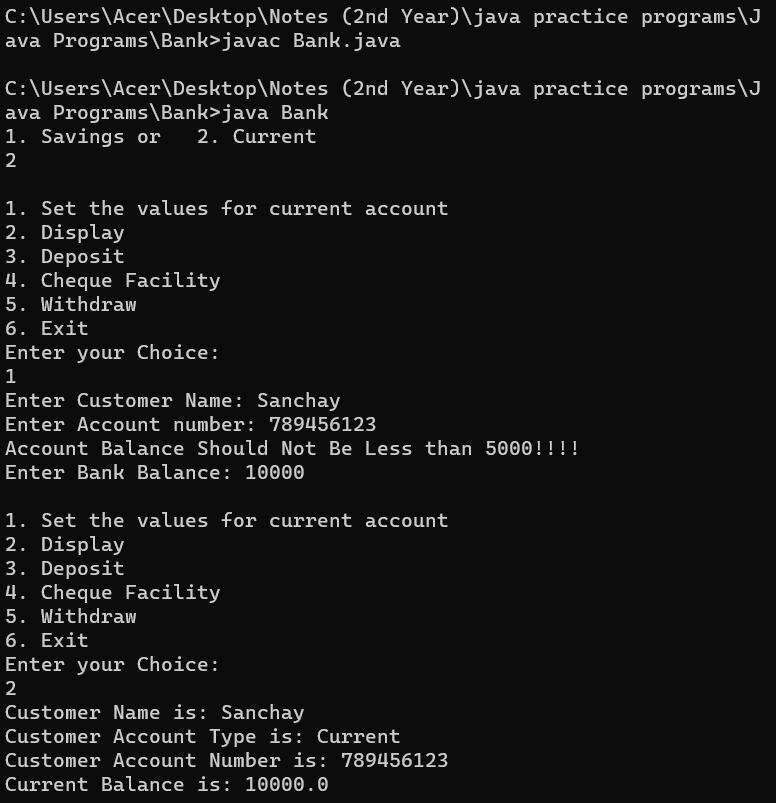 C:\Users\Acer\Desktop\Notes (2nd Year)\java practice programs\J
ava Programs\Bank>javac Bank.java
C:\Users\Acer\Desktop\Notes (2nd Year)\java practice programs\J
ava Programs\Bank>java Bank
1. Savings or   2. Current
2
1. Set the values for current account
2. Display
3. Deposit
4. Cheque Facility
5. Withdraw
6. Exit
Enter your Choice:
1
Enter Customer Name: Sanchay
Enter Account number: 789456123
Account Balance Should Not Be Less than 5000!!!!
Enter Bank Balance: 10000
1. Set the values for current account
2. Display
3. Deposit
4. Cheque Facility
5. Withdraw
6. Exit
Enter your Choice:
2
Customer Name is: Sanchay
Customer Account Type is: Current
Customer Account Number is: 789456123
Current Balance is: 10000.0